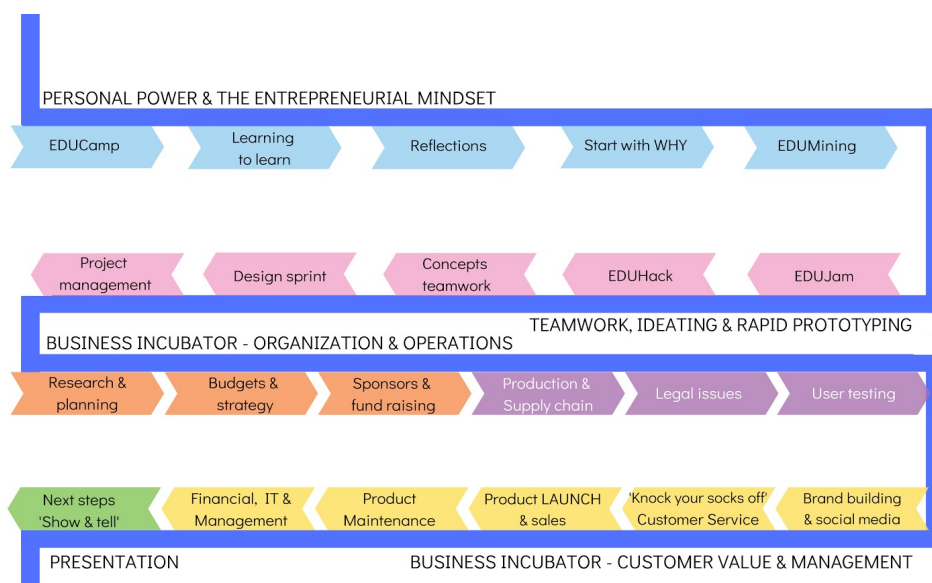 PERSONAL POWER & THE ENTREPRENEURIAL MINDSET
EDUCamp
Learning
to learn
Reflections
Start with WHY
EDUMining
Project
management
Design sprint
Concepts
teamwork
EDUHack
EDUJam
TEAMWORK, IDEATING & RAPID PROTOTYPING
BUSINESS INCUBATOR - ORGANIZATION & OPERATIONS
Research &
planning
Budgets &
strategy
Sponsors &
fund raising
Production &
Supply chain
Legal issues
User testing
Next steps
'Show & tell'
Financial, IT &
Management
Product
Maintenance
Product LAUNCH
& sales
'Knock your socks off'
Customer Service
Brand building
& social media
PRESENTATION
BUSINESS INCUBATOR - CUSTOMER VALUE & MANAGEMENT